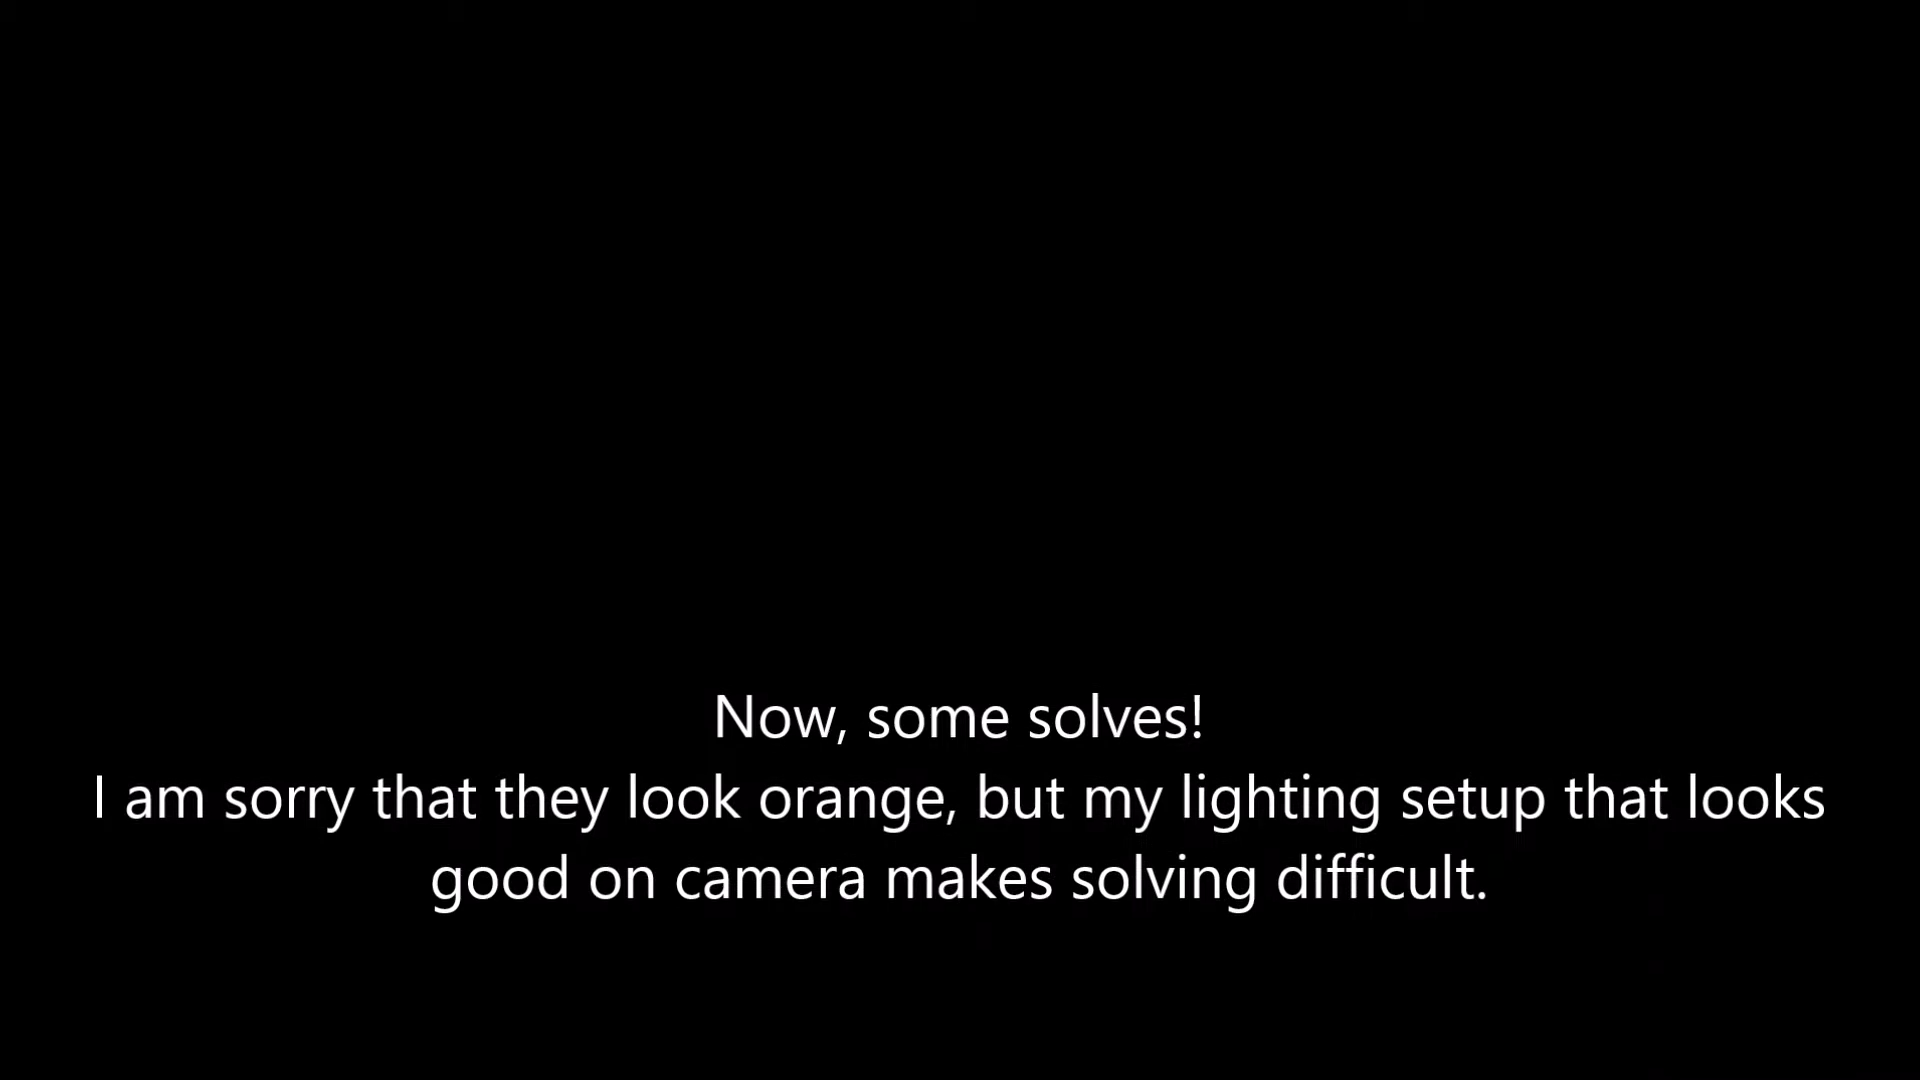 Now, some solves!
I am sorry that they look orange, but my lighting setup that looks
good on camera makes solving difficult.